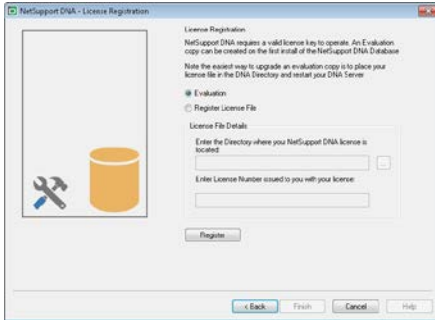 NetSupport DNA - License Registration
License Registration
NetSupport DNA requires a valid license key to operate. An Evaluation
copy can be created on the first install of the NetSupport DNA Database
Note the easiest way to upgrade an evaluation copy is to place your
license file in the DNA Directory and restart your DNA Server
Evaluation
Register License File
License File Details
Enter the Directory where your NetSupport DNA license is
located:
...
Enter License Number issued to you with your license:
Register
< Back
Finish
Cancel
Help